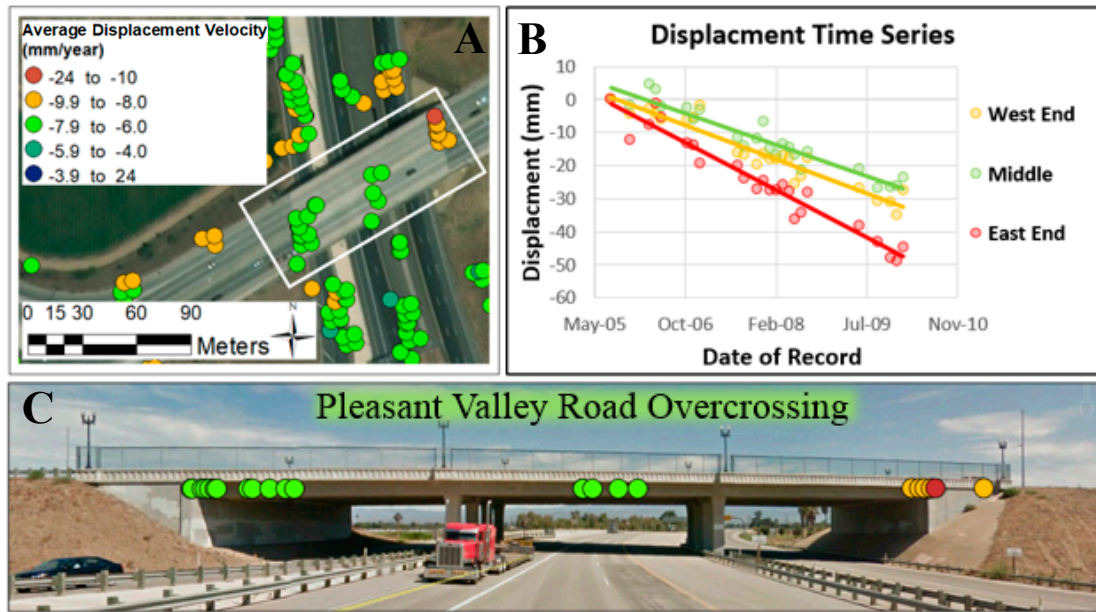 A
Average Displacement Velocity
(mm/year)
-24 to -10
-9.9 to -8.0
-7.9 to -6.0
-5.9 to -4.0
-3.9 to 24
N
0 15 30 60 90
Meters
B
Displacment Time Series
Displacment (mm)
10
0
-10
-20
-30
-40
-50
-60
May-05 Oct-06 Feb-08 Jul-09 Nov-10
Date of Record
West End
Middle
East End
C
Pleasant Valley Road Overcrossing